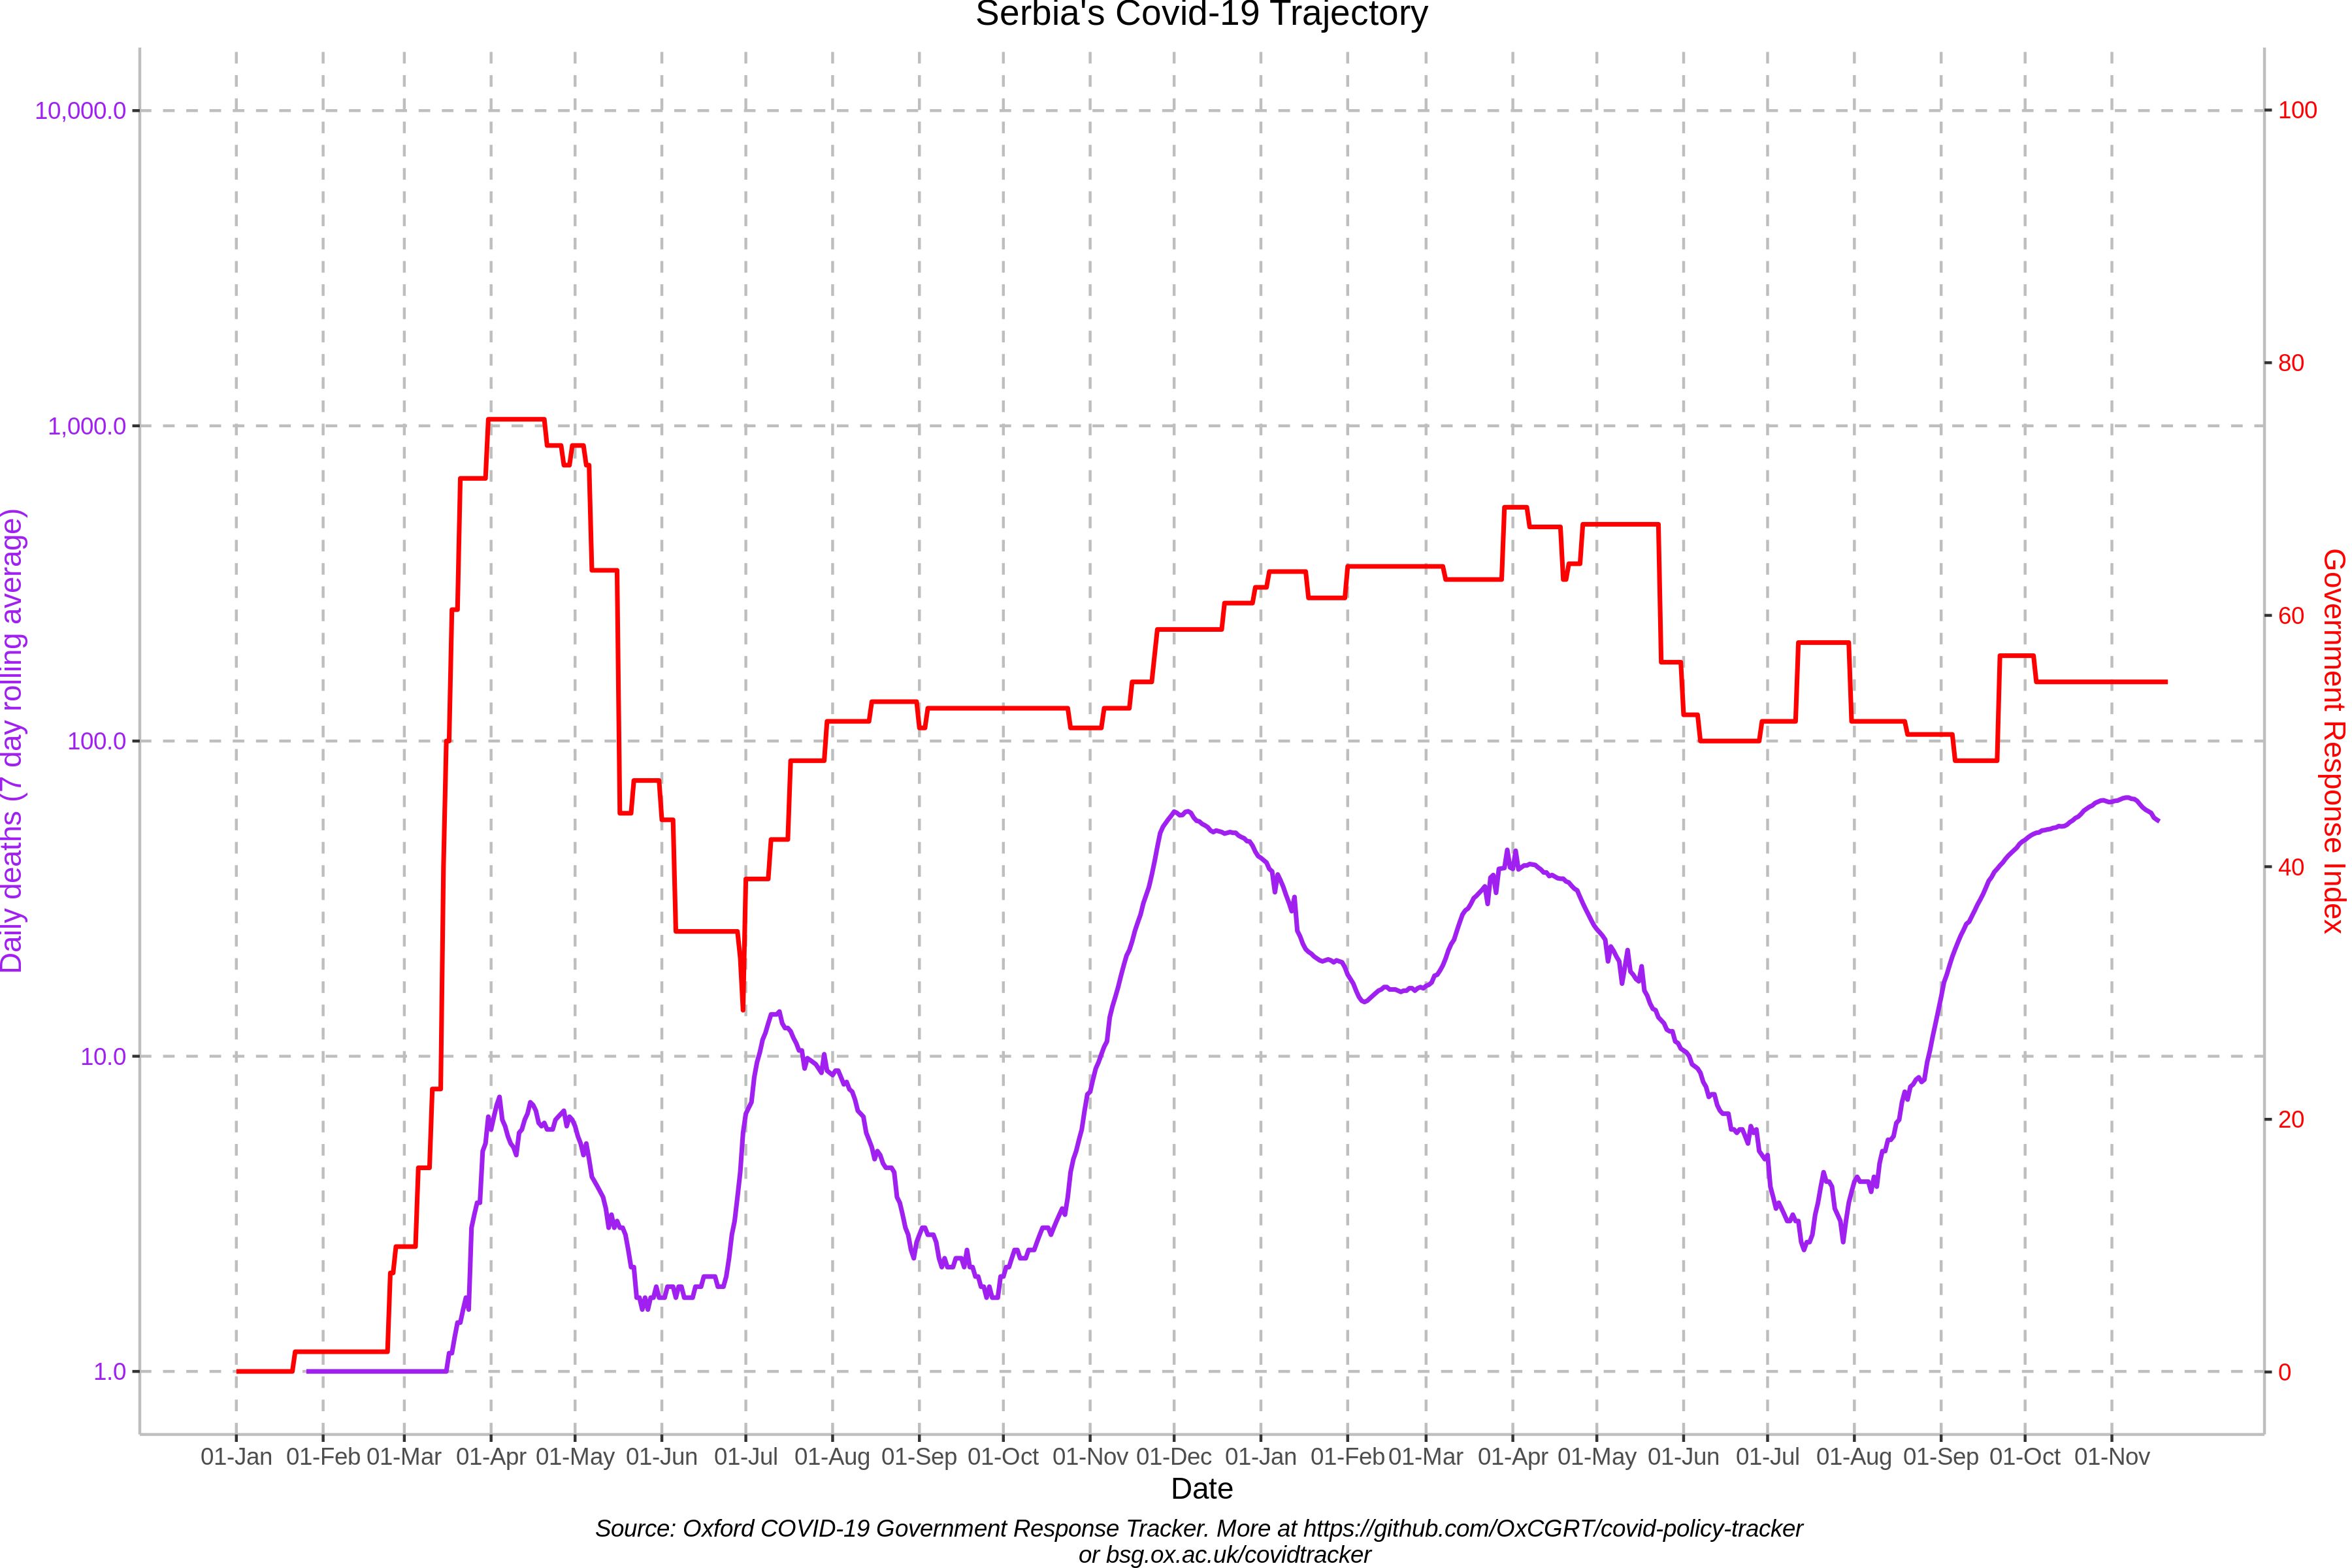 Serbia's Covid-19 Trajectory
10,000.0
1,000.0
100.0
10.0
1.0
Daily deaths (7 day rolling average)
100
80
60
40
20
0
Government Response Index
01-Jan 01-Feb 01-Mar 01-Apr 01-May 01-Jun 01-Jul 01-Aug 01-Sep 01-Oct 01-Nov 01-Dec 01-Jan 01-Feb 01-Mar 01-Apr 01-May 01-Jun 01-Jul 01-Aug 01-Sep 01-Oct 01-Nov
Date
Source: Oxford COVID-19 Government Response Tracker. More at https://github.com/OxCGRT/covid-policy-tracker
or bsg.ox.ac.uk/covidtracker